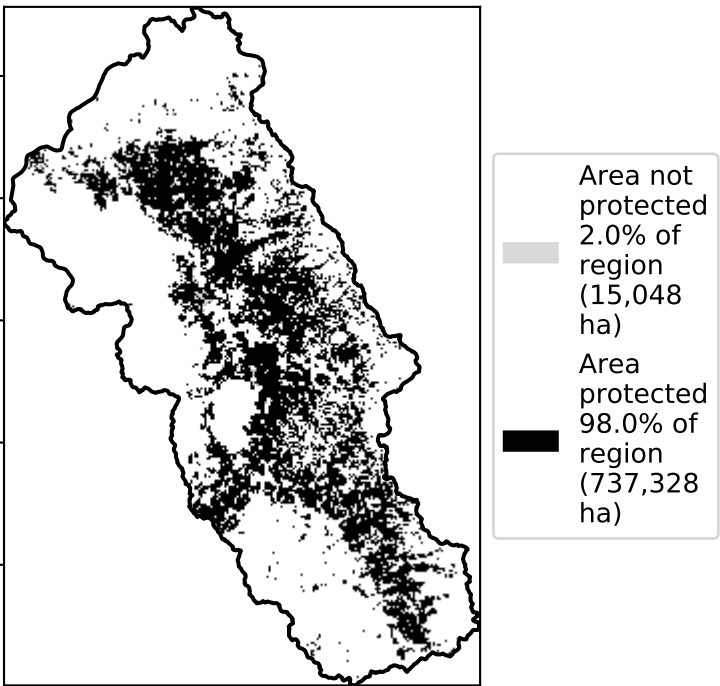 Area not
protected
2.0% of
region
(15,048
ha)
Area
protected
98.0% of
region
(737,328
ha)